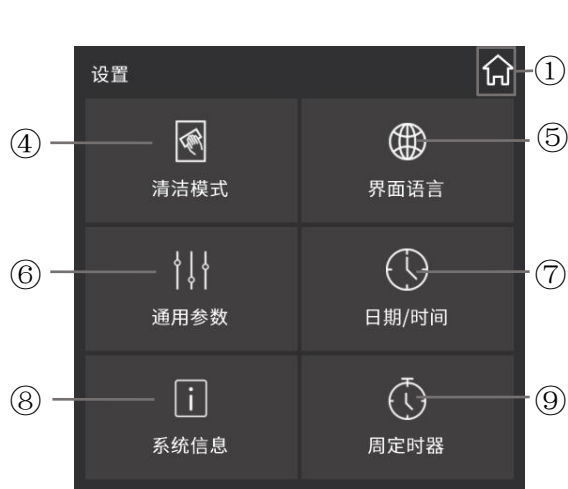 设置 ①
④ 清洁模式
界面语言 ⑤
⑥ 通用参数
日期/时间 ⑦
⑧ 系统信息
周定时器 ⑨